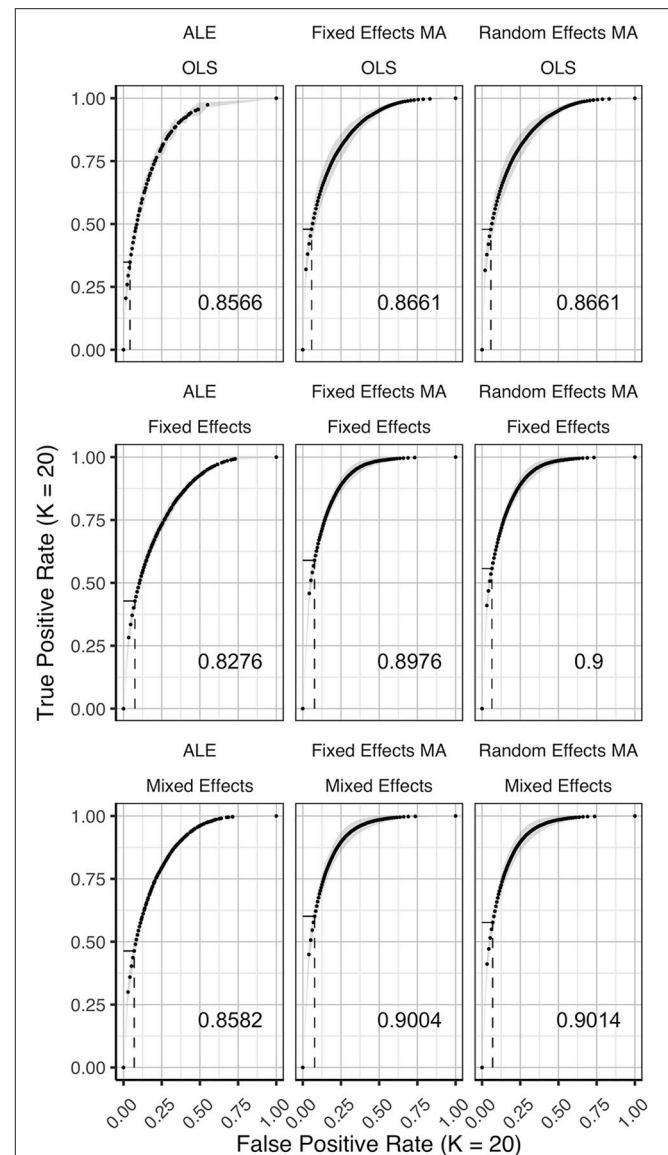 ALE Fixed Effects MA Random Effects MA
OLS OLS OLS
1.00
0.75
0.50
0.25
0.00
0.8566 0.8661 0.8661
ALE Fixed Effects MA Random Effects MA
Fixed Effects Fixed Effects Fixed Effects
True Positive Rate (K = 20)
1.00
0.75
0.50
0.25
0.00
0.8276 0.8976 0.9
ALE Fixed Effects MA Random Effects MA
Mixed Effects Mixed Effects Mixed Effects
1.00
0.75
0.50
0.25
0.00
0.8582 0.9004 0.9014
0.00 0.25 0.50 0.75 1.00 0.00 0.25 0.50 0.75 1.00 0.00 0.25 0.50 0.75 1.00
False Positive Rate (K = 20)